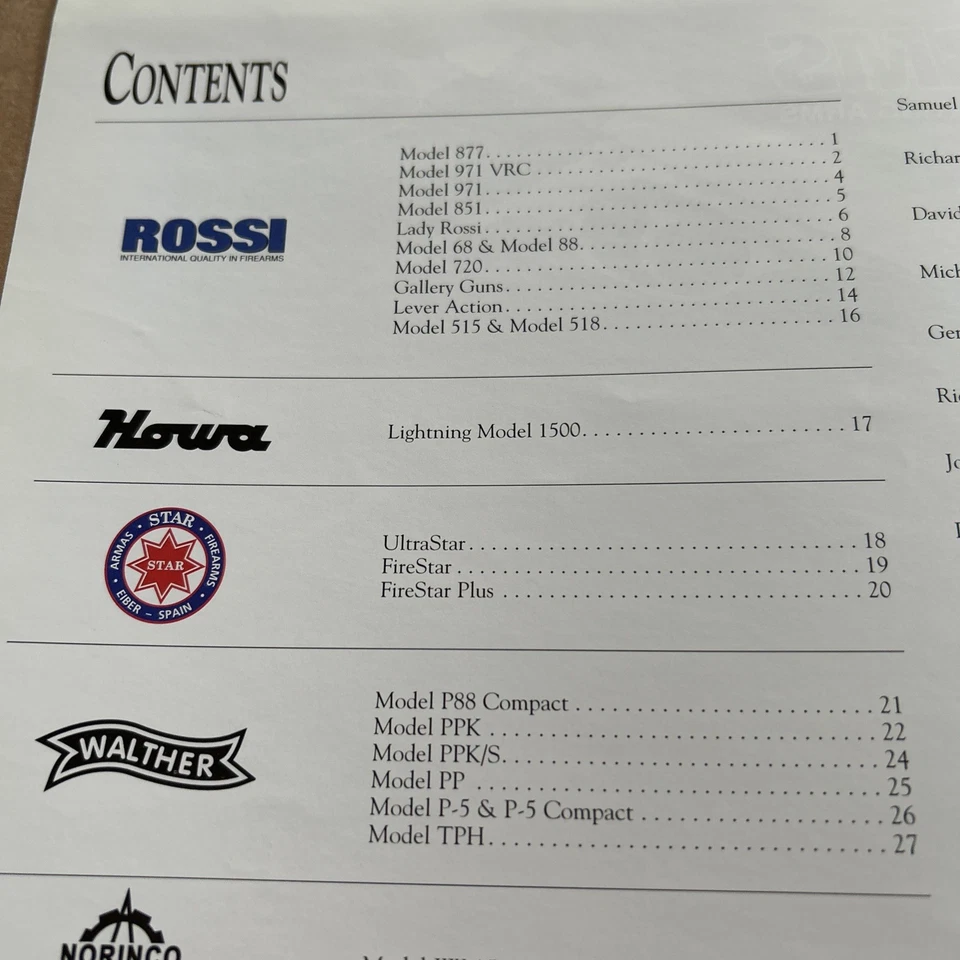 CONTENTS
ROSSI
INTERNATIONAL QUALITY IN FIREARMS
Model 877. . . . . . . . . . . . . . . . . . . . . . . . . . . . . . . . . . 1
Model 971 VRC . . . . . . . . . . . . . . . . . . . . . . . . . . . . . 2
Model 971. . . . . . . . . . . . . . . . . . . . . . . . . . . . . . . . . . 4
Model 851. . . . . . . . . . . . . . . . . . . . . . . . . . . . . . . . . . 5
Lady Rossi. . . . . . . . . . . . . . . . . . . . . . . . . . . . . . . . . . 6
Model 68 & Model 88. . . . . . . . . . . . . . . . . . . . . . . . . 8
Model 720. . . . . . . . . . . . . . . . . . . . . . . . . . . . . . . . . 10
Gallery Guns. . . . . . . . . . . . . . . . . . . . . . . . . . . . . . . 12
Lever Action. . . . . . . . . . . . . . . . . . . . . . . . . . . . . . . 14
Model 515 & Model 518. . . . . . . . . . . . . . . . . . . . . 16
Howa
Lightning Model 1500. . . . . . . . . . . . . . . . . . . . . . . . 17
STAR
ARMAS · FIREARMS
STAR
EIBER – SPAIN
UltraStar. . . . . . . . . . . . . . . . . . . . . . . . . . . . . . . . . . . 18
FireStar . . . . . . . . . . . . . . . . . . . . . . . . . . . . . . . . . . . . 19
FireStar Plus . . . . . . . . . . . . . . . . . . . . . . . . . . . . . . . . 20
WALTHER
Model P88 Compact . . . . . . . . . . . . . . . . . . . . . . . . 21
Model PPK . . . . . . . . . . . . . . . . . . . . . . . . . . . . . . . . 22
Model PPK/S. . . . . . . . . . . . . . . . . . . . . . . . . . . . . . . 24
Model PP . . . . . . . . . . . . . . . . . . . . . . . . . . . . . . . . . 25
Model P-5 & P-5 Compact . . . . . . . . . . . . . . . . . . . 26
Model TPH. . . . . . . . . . . . . . . . . . . . . . . . . . . . . . . . 27
NORINCO
Samuel